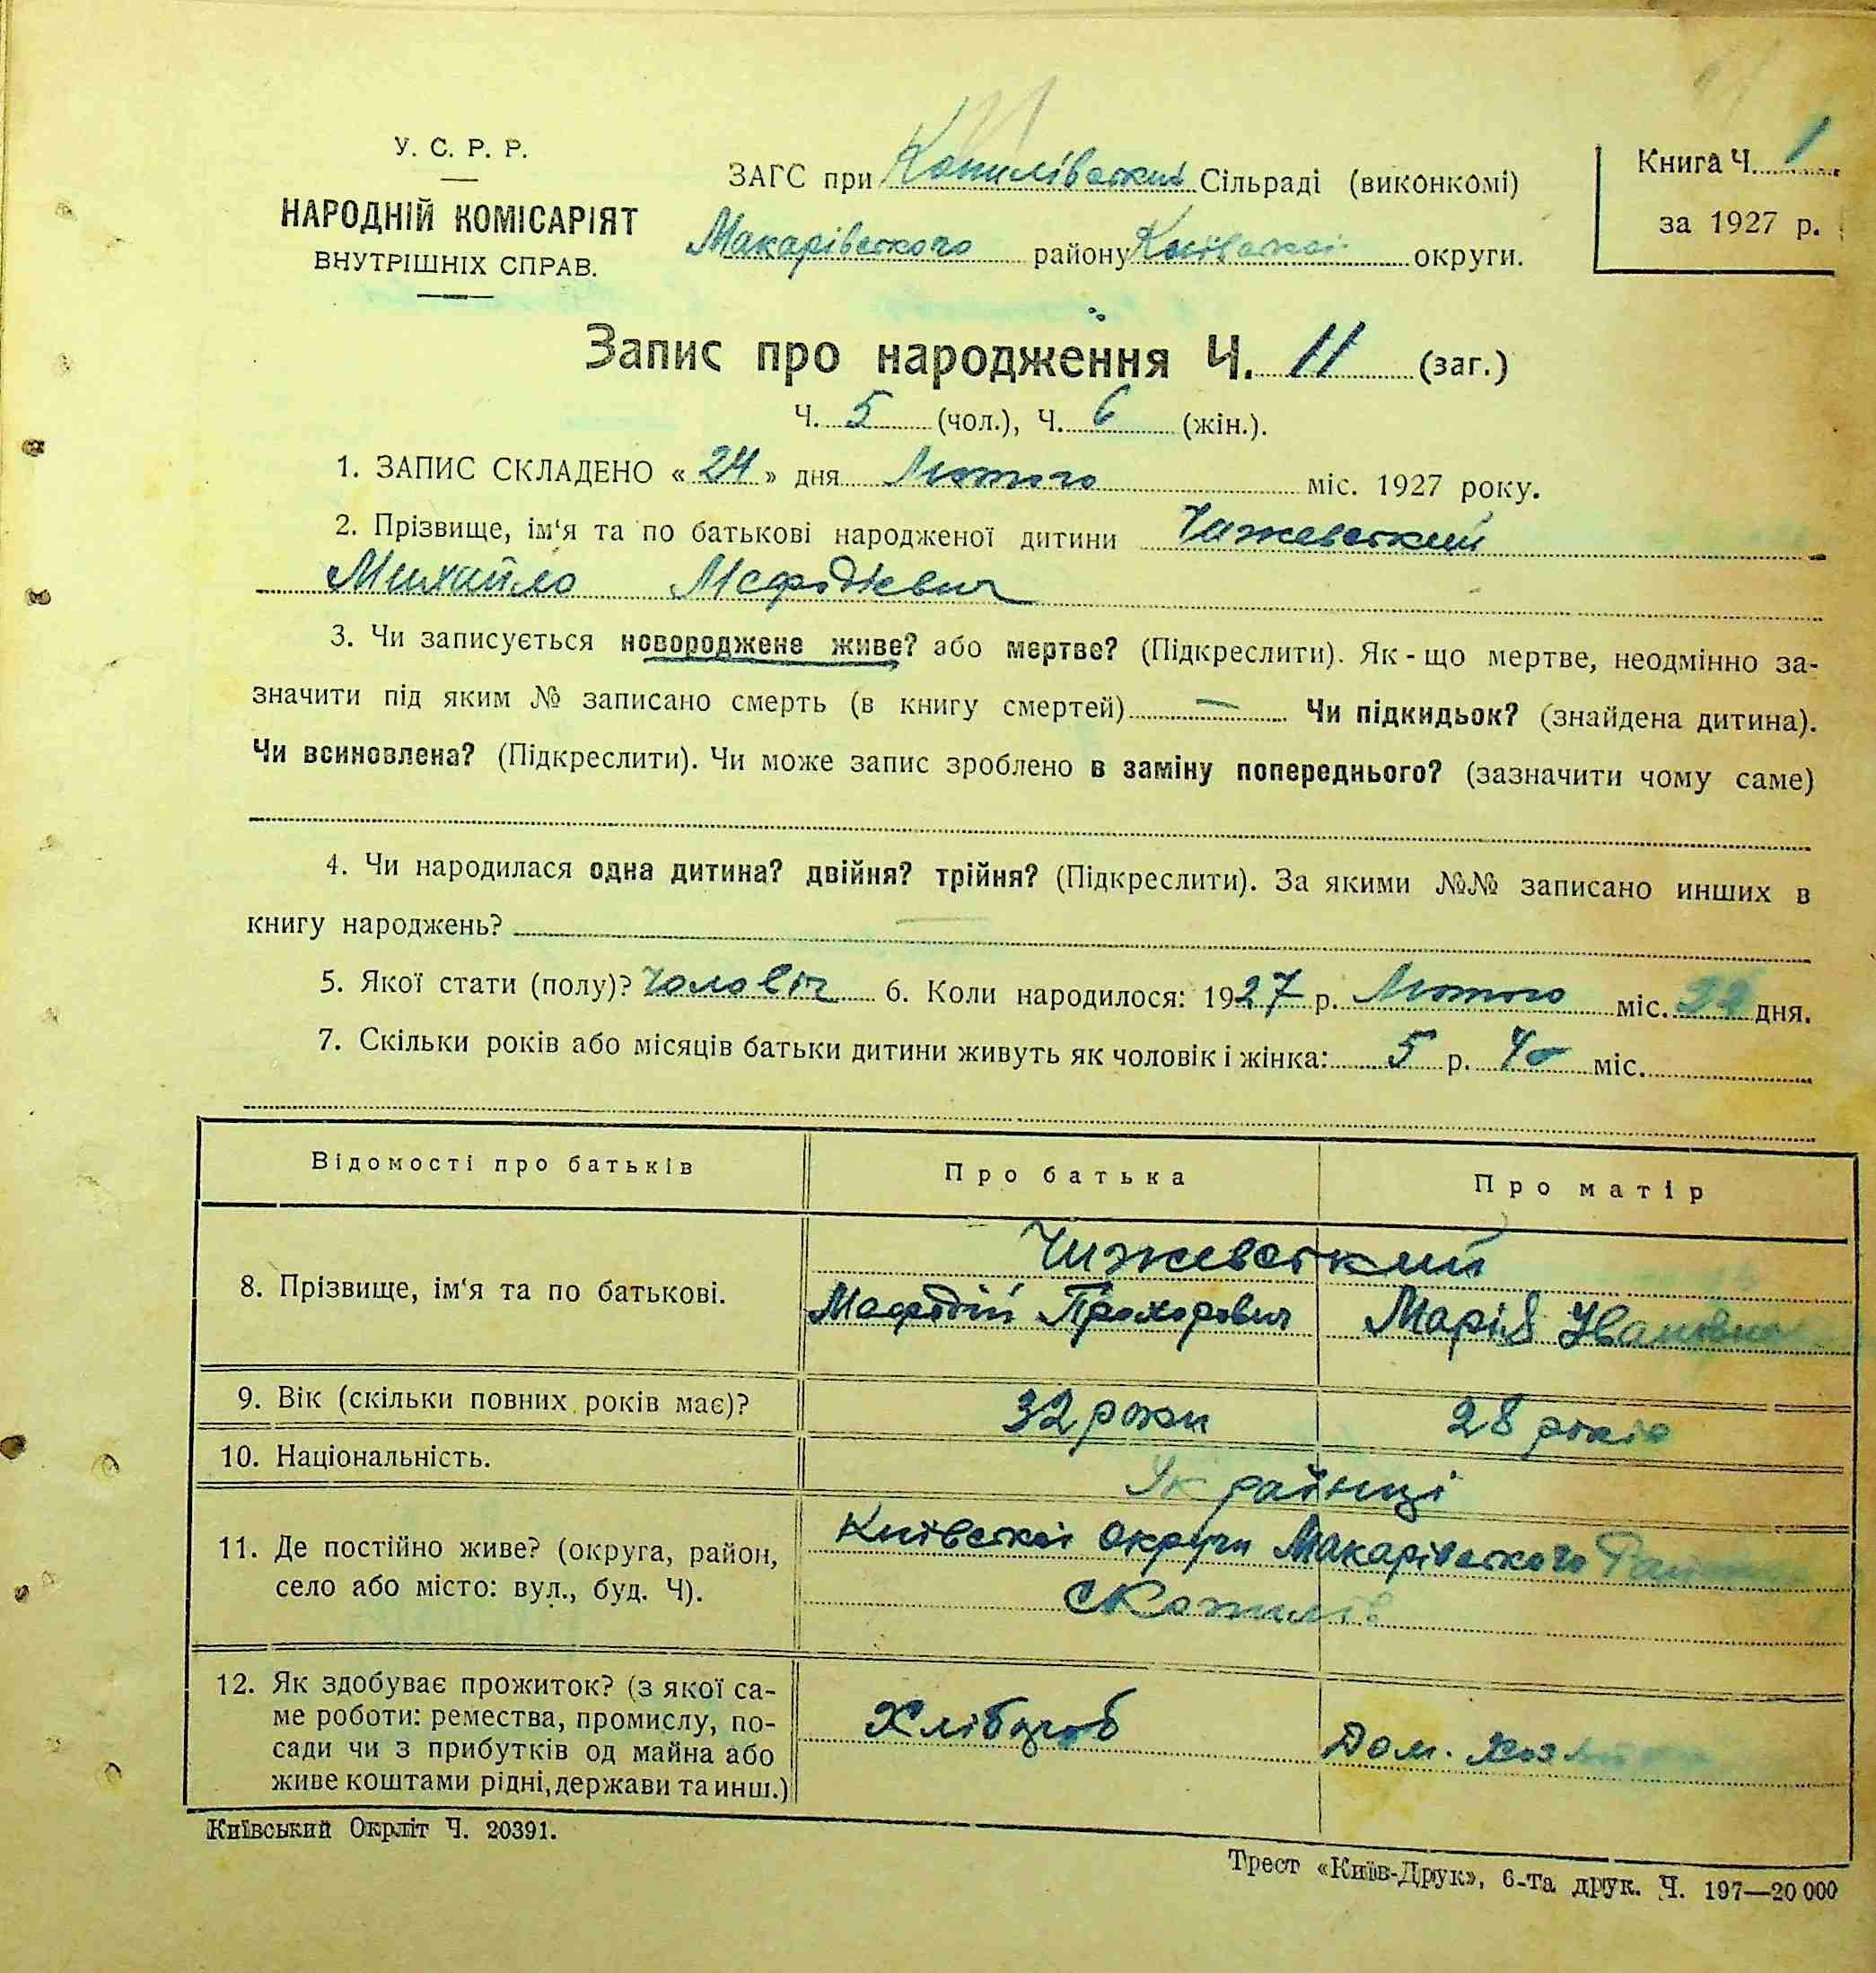 У. С. Р. Р.
НАРОДНІЙ КОМІСАРІЯТ
ВНУТРІШНІХ СПРАВ.
ЗАГС при Копилівський Сільраді (виконкомі)
Макарівського району Київської округи.
Книга Ч. 1
за 1927 р.
Запис про народження Ч. 11 (заг.)
Ч. 5 (чол.), Ч. 6 (жін.).
1. ЗАПИС СКЛАДЕНО « 24 » дня Лютого міс. 1927 року.
2. Прізвище, ім‘я та по батькові народженої дитини Чижевський
Михайло Мефодієвич
3. Чи записується новороджене живе? або мертве? (Підкреслити). Як-що мертве, неодмінно за-
значити під яким № записано смерть (в книгу смертей) — Чи підкидьок? (знайдена дитина).
Чи всиновлена? (Підкреслити). Чи може запис зроблено в заміну попереднього? (зазначити чому саме)
4. Чи народилася одна дитина? двійня? трійня? (Підкреслити). За якими №№ записано инших в
книгу народжень? —
5. Якої стати (полу)? Чоловіч 6. Коли народилося: 1927 р. Лютого міс. 22 дня.
7. Скільки років або місяців батьки дитини живуть як чоловік і жінка: 5 р. міс.
Відомості про батьків
Про батька
Про матір
8. Прізвище, ім‘я та по батькові.
Чижевський
Мефодій Прохорович
Марія Івановна
9. Вік (скільки повних років має)?
32 роки
28 років
10. Національність.
Українці
11. Де постійно живе? (округа, район,
село або місто: вул., буд. Ч).
Київської округи Макарівського Району
с Копилів
12. Як здобуває прожиток? (з якої са-
ме роботи: ремества, промислу, по-
сади чи з прибутків од майна або
живе коштами рідні, держави та инш.)
Хлібороб
Дом. хозяйка
Київський Окрліт Ч. 20391.
Трест «Київ-Друк», 6-та друк. Ч. 197—20 000